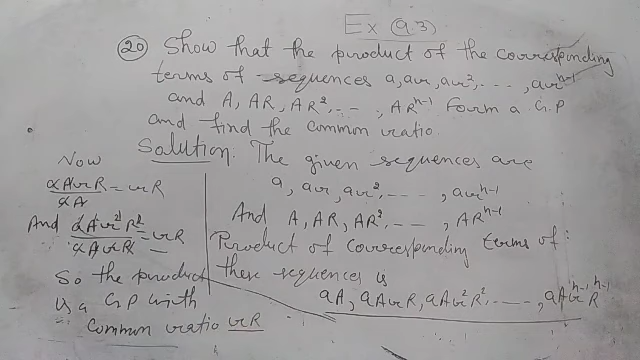 Ex 9.3
20 Show that the product of the corresponding
terms of sequences a, ar, ar², ..., arⁿ⁻¹
and A, AR, AR², ..., ARⁿ⁻¹ form a G.P
and find the common ratio.
Solution: The given sequences are
a, ar, ar², ..., arⁿ⁻¹
And A, AR, AR², ..., ARⁿ⁻¹
Product of corresponding terms of:
these sequences is
aA, aArR, aAr²R², ..., aArⁿ⁻¹Rⁿ⁻¹
Now
aArR/aA = rR
And aAr²R²/aArR = rR
So the product
is a GP with
common ratio rR